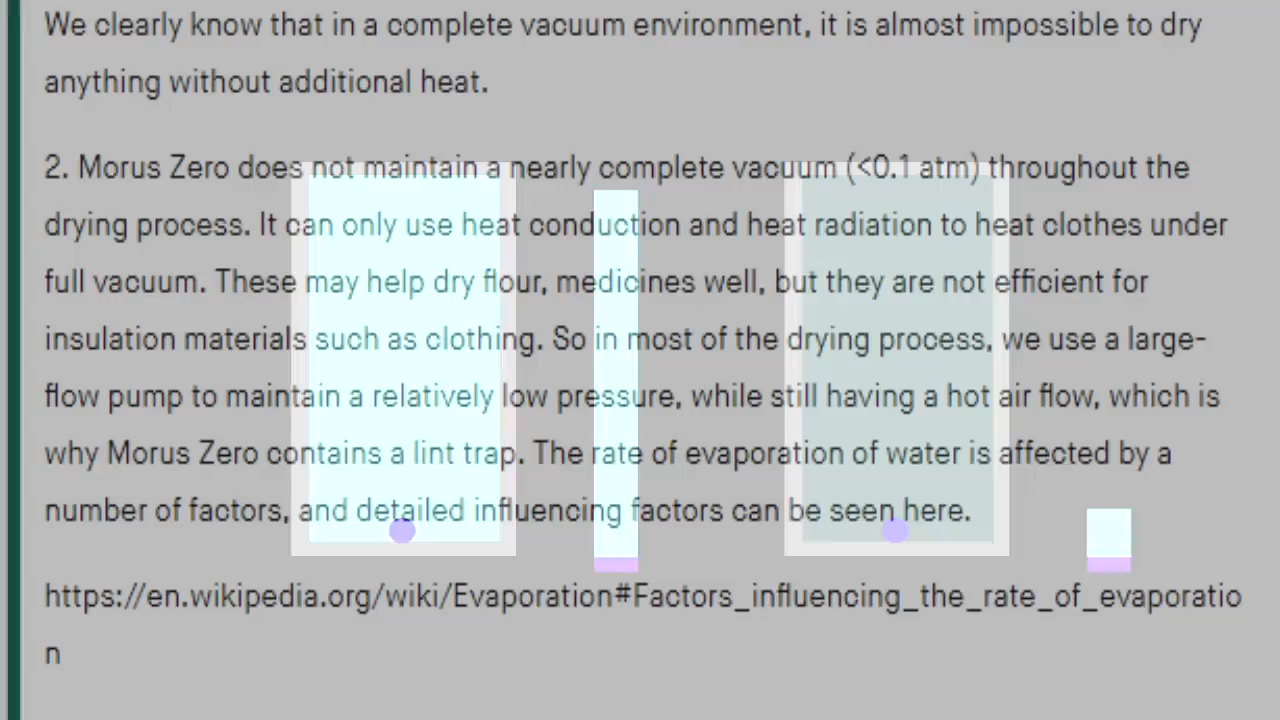 We clearly know that in a complete vacuum environment, it is almost impossible to dry
anything without additional heat.
2. Morus Zero does not maintain a nearly complete vacuum (<0.1 atm) throughout the
drying process. It can only use heat conduction and heat radiation to heat clothes under
full vacuum. These may help dry flour, medicines well, but they are not efficient for
insulation materials such as clothing. So in most of the drying process, we use a large-
flow pump to maintain a relatively low pressure, while still having a hot air flow, which is
why Morus Zero contains a lint trap. The rate of evaporation of water is affected by a
number of factors, and detailed influencing factors can be seen here.
https://en.wikipedia.org/wiki/Evaporation#Factors_influencing_the_rate_of_evaporatio
n